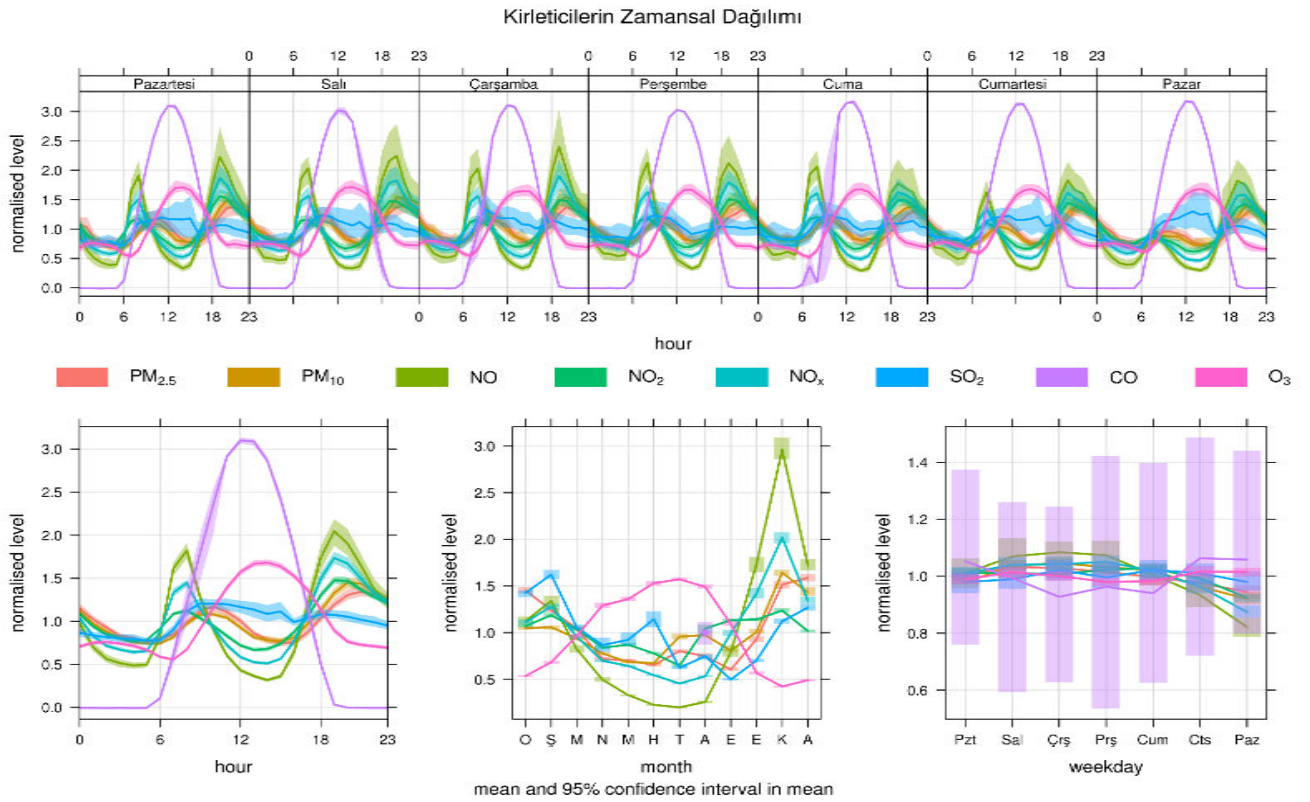 Kirleticilerin Zamansal Dağılımı
0 6 12 18 23 0 6 12 18 23 0 6 12 18 23
Pazartesi Salı Çarşamba Perşembe Cuma Cumartesi Pazar
normalised level
3.0
2.5
2.0
1.5
1.0
0.5
0.0
0 6 12 18 23 0 6 12 18 23 0 6 12 18 23 0 6 12 18 23
hour
PM2.5 PM10 NO NO2 NOx SO2 CO O3
normalised level
3.0
2.5
2.0
1.5
1.0
0.5
0.0
0 6 12 18 23
hour
normalised level
3.0
2.5
2.0
1.5
1.0
0.5
O Ş M N M H T A E E K A
month
normalised level
1.4
1.2
1.0
0.8
0.6
Pzt Sal Çrş Prş Cum Cts Paz
weekday
mean and 95% confidence interval in mean